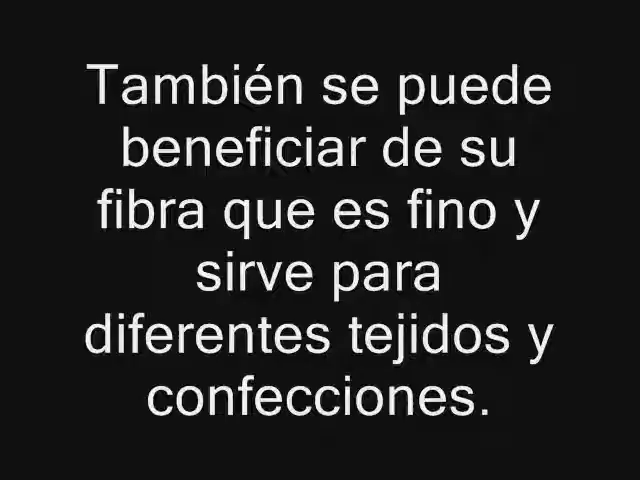 También se puede
beneficiar de su
fibra que es fino y
sirve para
diferentes tejidos y
confecciones.